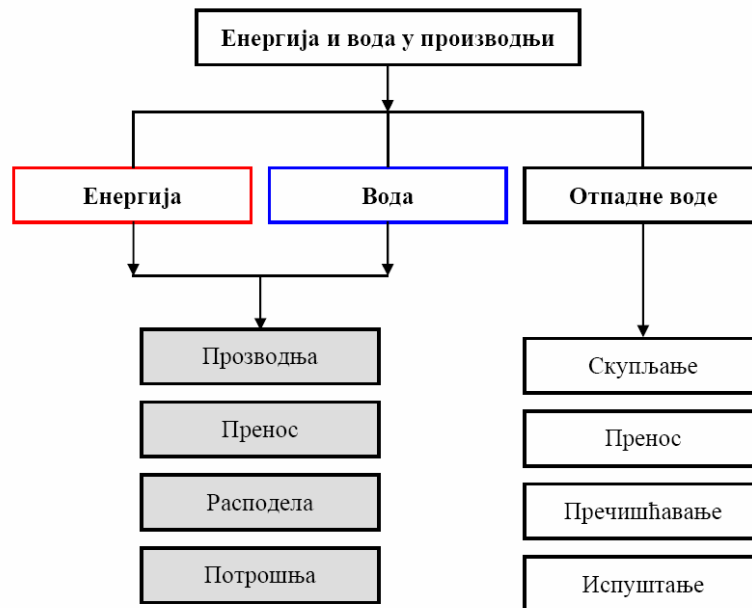 Енергија и вода у производњи
Енергија
Вода
Отпадне воде
Прозводња
Пренос
Расподела
Потрошња
Скупљање
Пренос
Пречишћавање
Испуштање